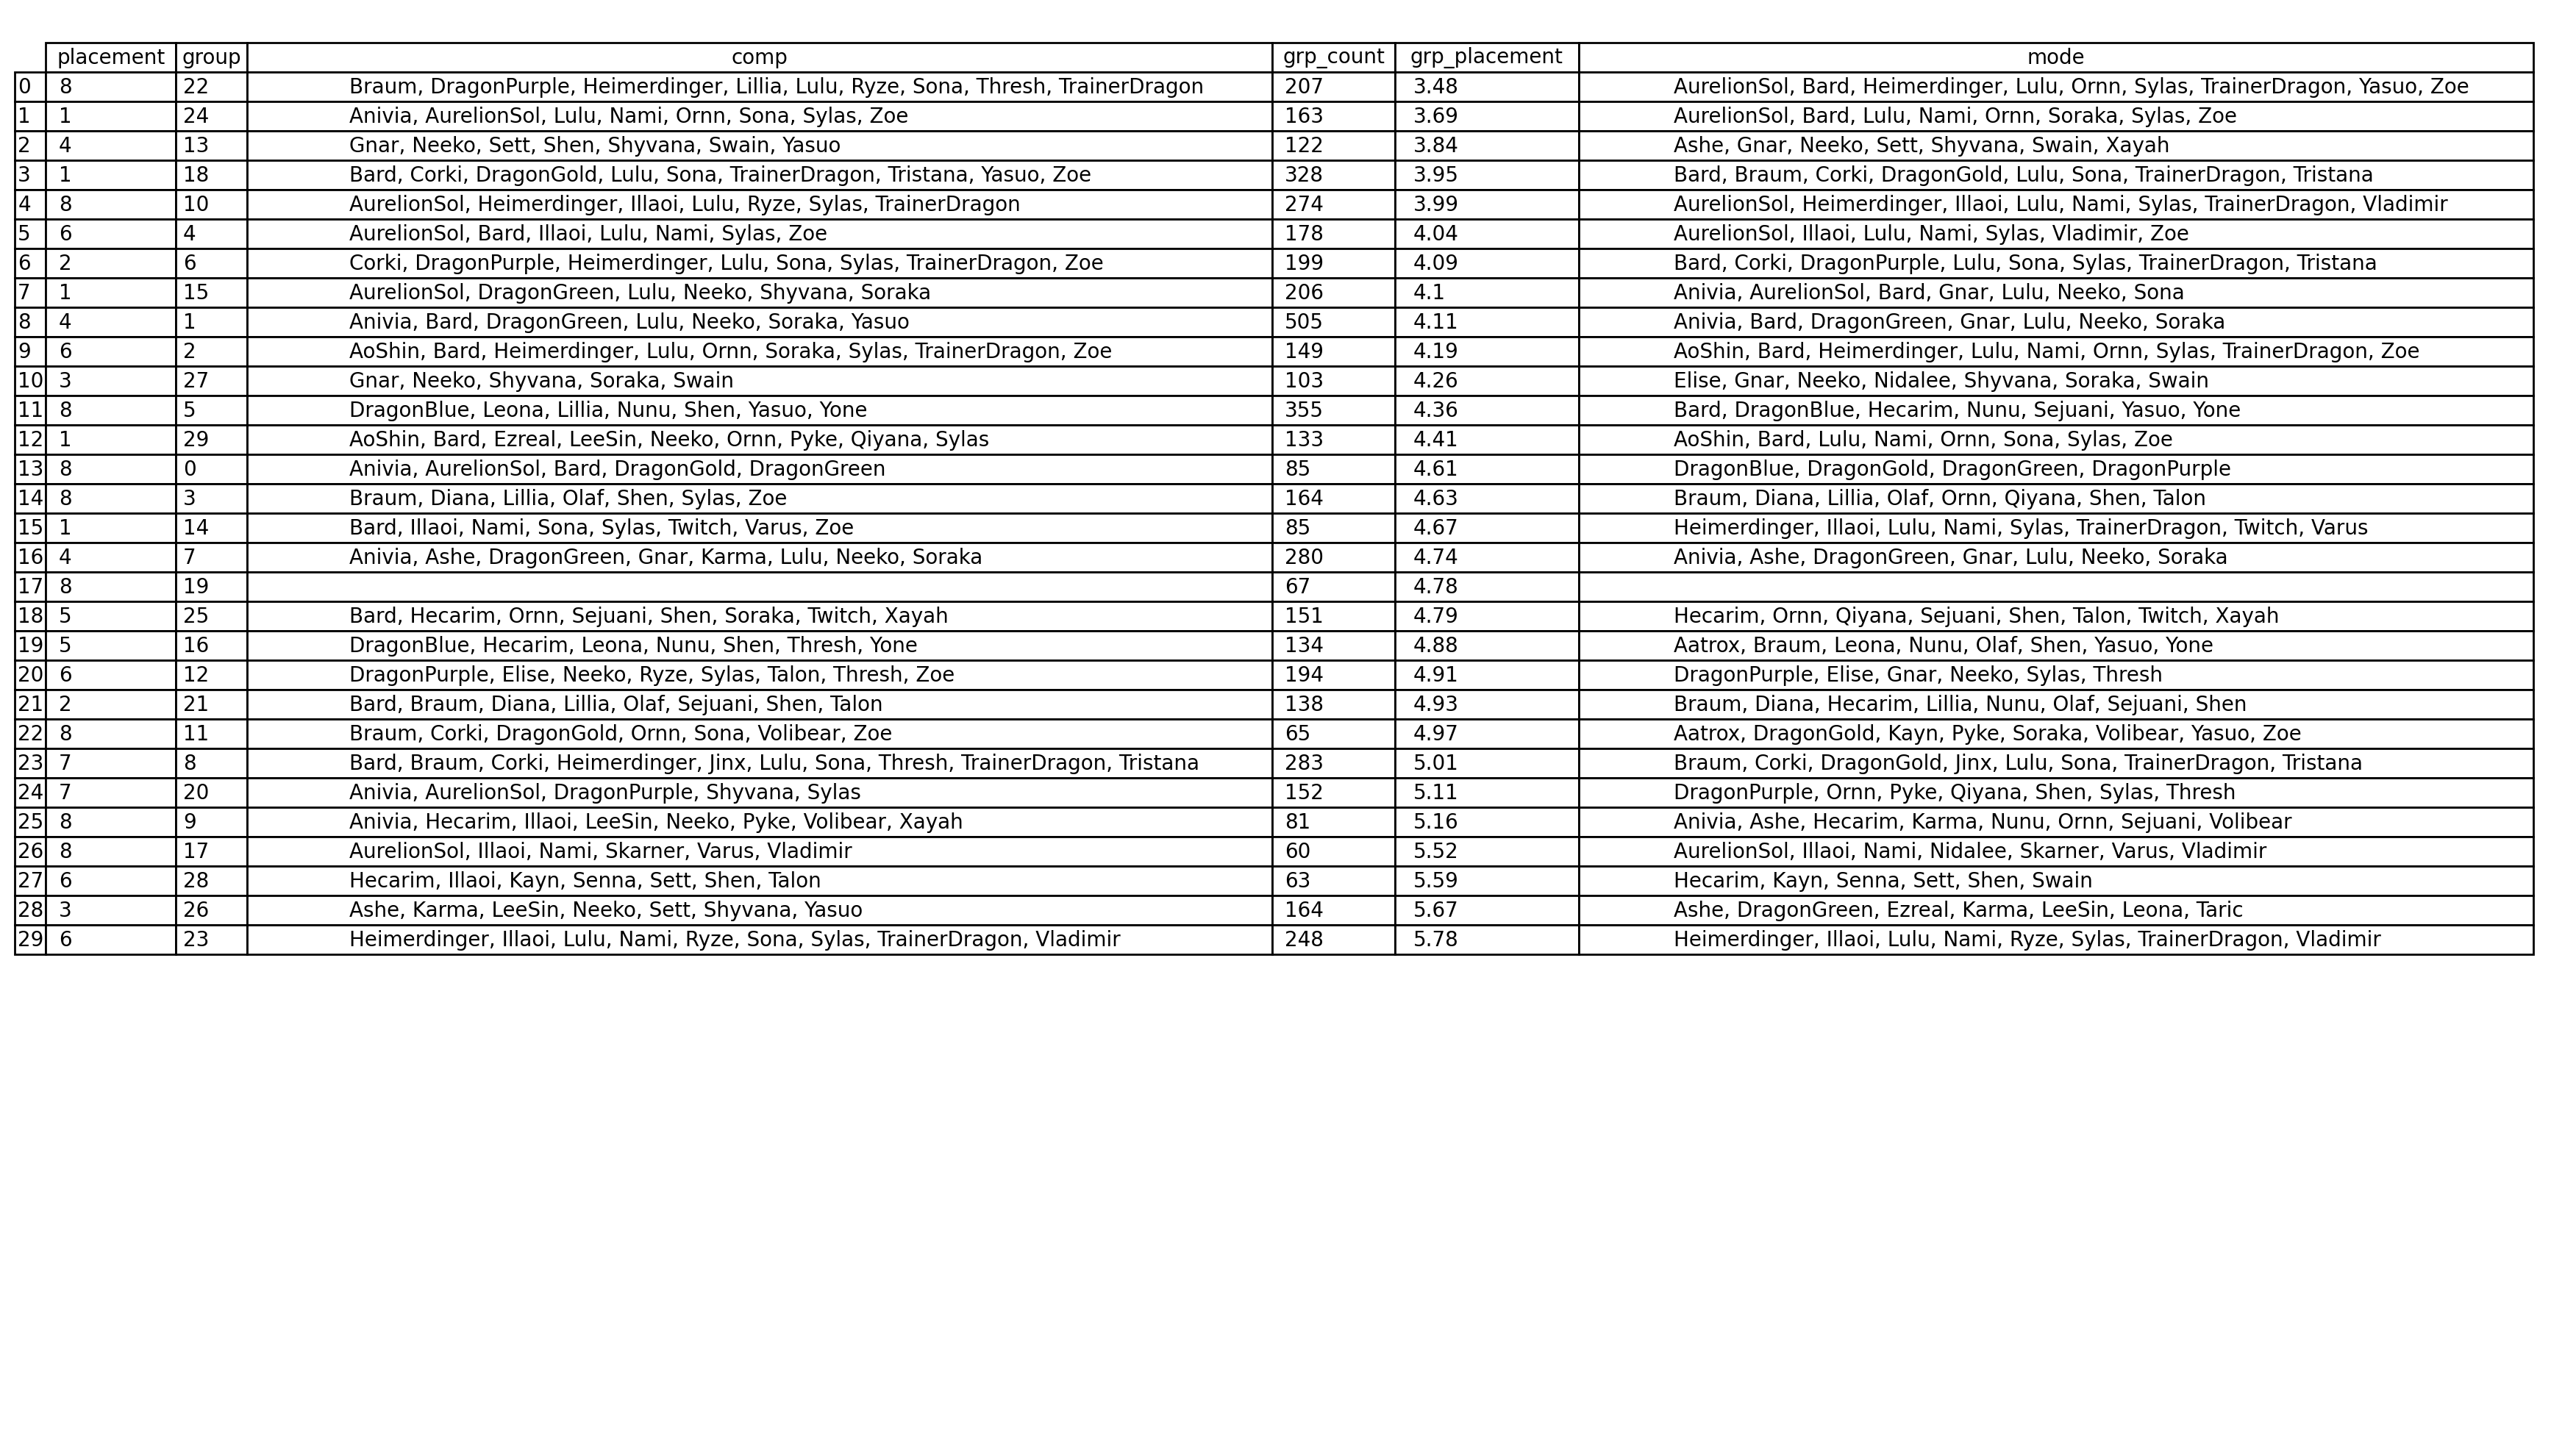 placement group comp grp_count grp_placement mode
0 8 22 Braum, DragonPurple, Heimerdinger, Lillia, Lulu, Ryze, Sona, Thresh, TrainerDragon 207 3.48 AurelionSol, Bard, Heimerdinger, Lulu, Ornn, Sylas, TrainerDragon, Yasuo, Zoe
1 1 24 Anivia, AurelionSol, Lulu, Nami, Ornn, Sona, Sylas, Zoe 163 3.69 AurelionSol, Bard, Lulu, Nami, Ornn, Soraka, Sylas, Zoe
2 4 13 Gnar, Neeko, Sett, Shen, Shyvana, Swain, Yasuo 122 3.84 Ashe, Gnar, Neeko, Sett, Shyvana, Swain, Xayah
3 1 18 Bard, Corki, DragonGold, Lulu, Sona, TrainerDragon, Tristana, Yasuo, Zoe 328 3.95 Bard, Braum, Corki, DragonGold, Lulu, Sona, TrainerDragon, Tristana
4 8 10 AurelionSol, Heimerdinger, Illaoi, Lulu, Ryze, Sylas, TrainerDragon 274 3.99 AurelionSol, Heimerdinger, Illaoi, Lulu, Nami, Sylas, TrainerDragon, Vladimir
5 6 4 AurelionSol, Bard, Illaoi, Lulu, Nami, Sylas, Zoe 178 4.04 AurelionSol, Illaoi, Lulu, Nami, Sylas, Vladimir, Zoe
6 2 6 Corki, DragonPurple, Heimerdinger, Lulu, Sona, Sylas, TrainerDragon, Zoe 199 4.09 Bard, Corki, DragonPurple, Lulu, Sona, Sylas, TrainerDragon, Tristana
7 1 15 AurelionSol, DragonGreen, Lulu, Neeko, Shyvana, Soraka 206 4.1 Anivia, AurelionSol, Bard, Gnar, Lulu, Neeko, Sona
8 4 1 Anivia, Bard, DragonGreen, Lulu, Neeko, Soraka, Yasuo 505 4.11 Anivia, Bard, DragonGreen, Gnar, Lulu, Neeko, Soraka
9 6 2 AoShin, Bard, Heimerdinger, Lulu, Ornn, Soraka, Sylas, TrainerDragon, Zoe 149 4.19 AoShin, Bard, Heimerdinger, Lulu, Nami, Ornn, Sylas, TrainerDragon, Zoe
10 3 27 Gnar, Neeko, Shyvana, Soraka, Swain 103 4.26 Elise, Gnar, Neeko, Nidalee, Shyvana, Soraka, Swain
11 8 5 DragonBlue, Leona, Lillia, Nunu, Shen, Yasuo, Yone 355 4.36 Bard, DragonBlue, Hecarim, Nunu, Sejuani, Yasuo, Yone
12 1 29 AoShin, Bard, Ezreal, LeeSin, Neeko, Ornn, Pyke, Qiyana, Sylas 133 4.41 AoShin, Bard, Lulu, Nami, Ornn, Sona, Sylas, Zoe
13 8 0 Anivia, AurelionSol, Bard, DragonGold, DragonGreen 85 4.61 DragonBlue, DragonGold, DragonGreen, DragonPurple
14 8 3 Braum, Diana, Lillia, Olaf, Shen, Sylas, Zoe 164 4.63 Braum, Diana, Lillia, Olaf, Ornn, Qiyana, Shen, Talon
15 1 14 Bard, Illaoi, Nami, Sona, Sylas, Twitch, Varus, Zoe 85 4.67 Heimerdinger, Illaoi, Lulu, Nami, Sylas, TrainerDragon, Twitch, Varus
16 4 7 Anivia, Ashe, DragonGreen, Gnar, Karma, Lulu, Neeko, Soraka 280 4.74 Anivia, Ashe, DragonGreen, Gnar, Lulu, Neeko, Soraka
17 8 19 67 4.78
18 5 25 Bard, Hecarim, Ornn, Sejuani, Shen, Soraka, Twitch, Xayah 151 4.79 Hecarim, Ornn, Qiyana, Sejuani, Shen, Talon, Twitch, Xayah
19 5 16 DragonBlue, Hecarim, Leona, Nunu, Shen, Thresh, Yone 134 4.88 Aatrox, Braum, Leona, Nunu, Olaf, Shen, Yasuo, Yone
20 6 12 DragonPurple, Elise, Neeko, Ryze, Sylas, Talon, Thresh, Zoe 194 4.91 DragonPurple, Elise, Gnar, Neeko, Sylas, Thresh
21 2 21 Bard, Braum, Diana, Lillia, Olaf, Sejuani, Shen, Talon 138 4.93 Braum, Diana, Hecarim, Lillia, Nunu, Olaf, Sejuani, Shen
22 8 11 Braum, Corki, DragonGold, Ornn, Sona, Volibear, Zoe 65 4.97 Aatrox, DragonGold, Kayn, Pyke, Soraka, Volibear, Yasuo, Zoe
23 7 8 Bard, Braum, Corki, Heimerdinger, Jinx, Lulu, Sona, Thresh, TrainerDragon, Tristana 283 5.01 Braum, Corki, DragonGold, Jinx, Lulu, Sona, TrainerDragon, Tristana
24 7 20 Anivia, AurelionSol, DragonPurple, Shyvana, Sylas 152 5.11 DragonPurple, Ornn, Pyke, Qiyana, Shen, Sylas, Thresh
25 8 9 Anivia, Hecarim, Illaoi, LeeSin, Neeko, Pyke, Volibear, Xayah 81 5.16 Anivia, Ashe, Hecarim, Karma, Nunu, Ornn, Sejuani, Volibear
26 8 17 AurelionSol, Illaoi, Nami, Skarner, Varus, Vladimir 60 5.52 AurelionSol, Illaoi, Nami, Nidalee, Skarner, Varus, Vladimir
27 6 28 Hecarim, Illaoi, Kayn, Senna, Sett, Shen, Talon 63 5.59 Hecarim, Kayn, Senna, Sett, Shen, Swain
28 3 26 Ashe, Karma, LeeSin, Neeko, Sett, Shyvana, Yasuo 164 5.67 Ashe, DragonGreen, Ezreal, Karma, LeeSin, Leona, Taric
29 6 23 Heimerdinger, Illaoi, Lulu, Nami, Ryze, Sona, Sylas, TrainerDragon, Vladimir 248 5.78 Heimerdinger, Illaoi, Lulu, Nami, Ryze, Sylas, TrainerDragon, Vladimir